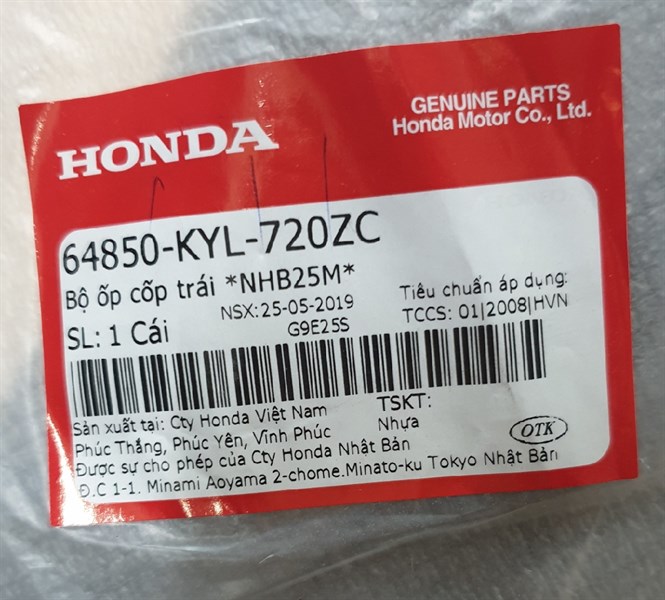 HONDA
GENUINE PARTS
Honda Motor Co., Ltd.
64850-KYL-720ZC
Bộ ốp cốp trái *NHB25M*
NSX:25-05-2019
Tiêu chuẩn áp dụng:
SL: 1 Cái
G9E25S
TCCS: 01|2008|HVN
Sản xuất tại: Cty Honda Việt Nam
TSKT:
Phúc Thắng, Phúc Yên, Vĩnh Phúc
Nhựa
OTK
Được sự cho phép của Cty Honda Nhật Bản
Đ.C 1-1. Minami Aoyama 2-chome.Minato-ku Tokyo Nhật Bản